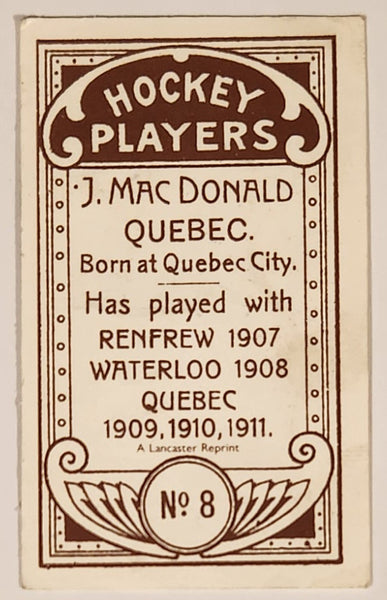 HOCKEY
PLAYERS
J. MAC DONALD
QUEBEC.
Born at Quebec City.
Has played with
RENFREW 1907
WATERLOO 1908
QUEBEC
1909, 1910, 1911.
A Lancaster Reprint
No 8